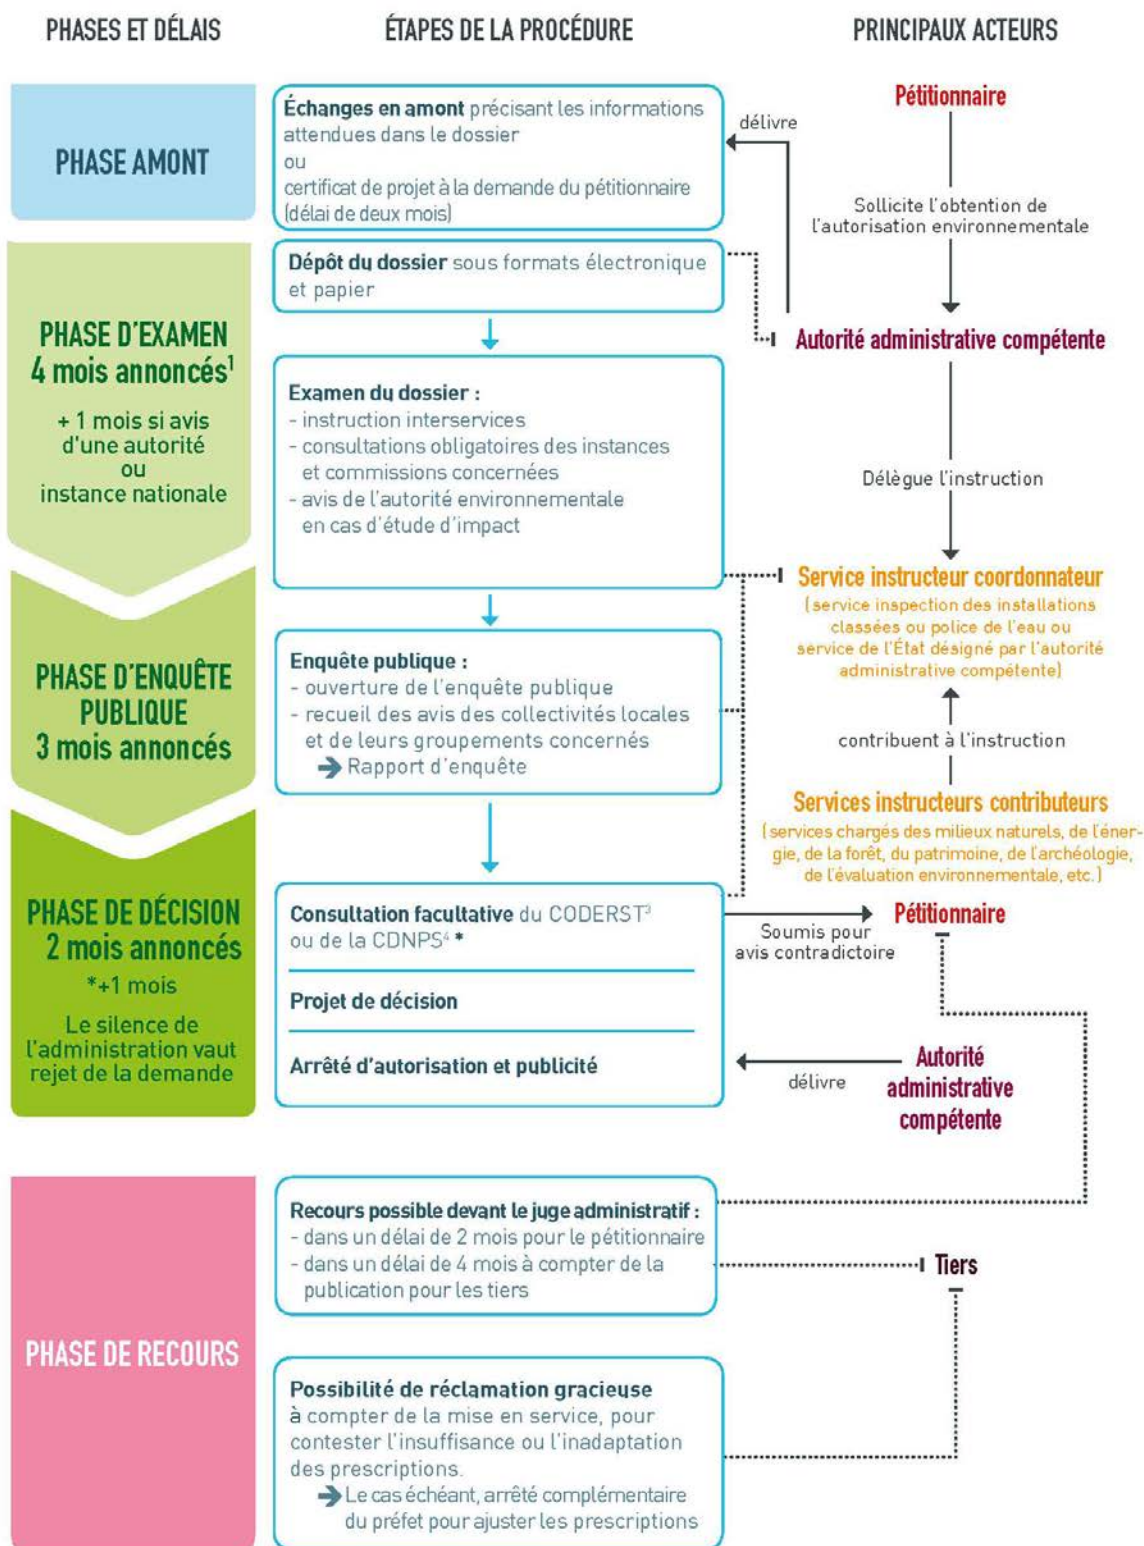 PHASES ET DÉLAIS
ÉTAPES DE LA PROCÉDURE
PRINCIPAUX ACTEURS
PHASE AMONT
Échanges en amont précisant les informations
attendues dans le dossier
ou
certificat de projet à la demande du pétitionnaire
(délai de deux mois)
délivre
Pétitionnaire
Sollicite l'obtention de
l'autorisation environnementale
PHASE D'EXAMEN
4 mois annoncés¹
+ 1 mois si avis
d'une autorité
ou
instance nationale
Dépôt du dossier sous formats électronique
et papier
Autorité administrative compétente
Examen du dossier :
- instruction interservices
- consultations obligatoires des instances
et commissions concernées
- avis de l'autorité environnementale
en cas d'étude d'impact
Délègue l'instruction
Service instructeur coordonnateur
(service inspection des installations
classées ou police de l'eau ou
service de l'État désigné par l'autorité
administrative compétente)
PHASE D'ENQUÊTE
PUBLIQUE
3 mois annoncés
Enquête publique :
- ouverture de l'enquête publique
- recueil des avis des collectivités locales
et de leurs groupements concernés
➔ Rapport d'enquête
contribuent à l'instruction
Services instructeurs contributeurs
(services chargés des milieux naturels, de l'éner-
gie, de la forêt, du patrimoine, de l'archéologie,
de l'évaluation environnementale, etc.)
PHASE DE DÉCISION
2 mois annoncés
*+1 mois
Le silence de
l'administration vaut
rejet de la demande
Consultation facultative du CODERST³
ou de la CDNPS⁴ *
Projet de décision
Arrêté d'autorisation et publicité
Soumis pour
avis contradictoire
Pétitionnaire
délivre
Autorité
administrative
compétente
PHASE DE RECOURS
Recours possible devant le juge administratif :
- dans un délai de 2 mois pour le pétitionnaire
- dans un délai de 4 mois à compter de la
publication pour les tiers
Tiers
Possibilité de réclamation gracieuse
à compter de la mise en service, pour
contester l'insuffisance ou l'inadaptation
des prescriptions.
➔ Le cas échéant, arrêté complémentaire
du préfet pour ajuster les prescriptions